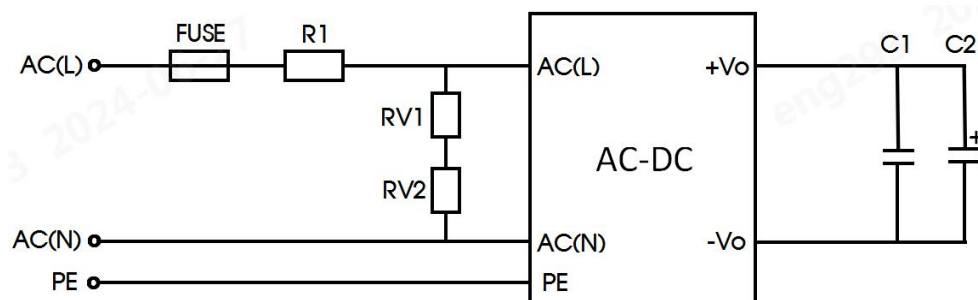 FUSE
R1
C1
C2
AC(L)
AC(L)
+Vo
RV1
+
AC-DC
RV2
AC(N)
AC(N)
-Vo
PE
PE